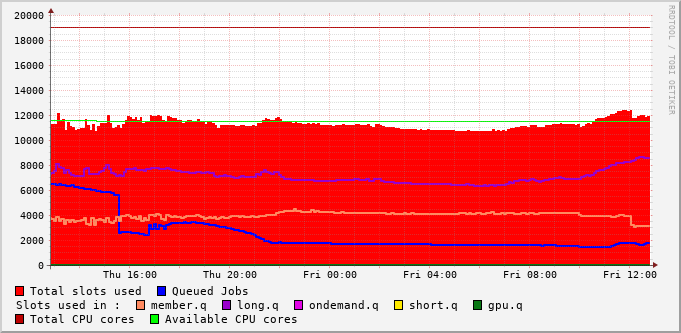 RRDTOOL / TOBI OETIKER
20000
18000
16000
14000
12000
10000
8000
6000
4000
2000
0
Thu 16:00 Thu 20:00 Fri 00:00 Fri 04:00 Fri 08:00 Fri 12:00
Total slots used Queued Jobs
Slots used in : member.q long.q ondemand.q short.q gpu.q
Total CPU cores Available CPU cores